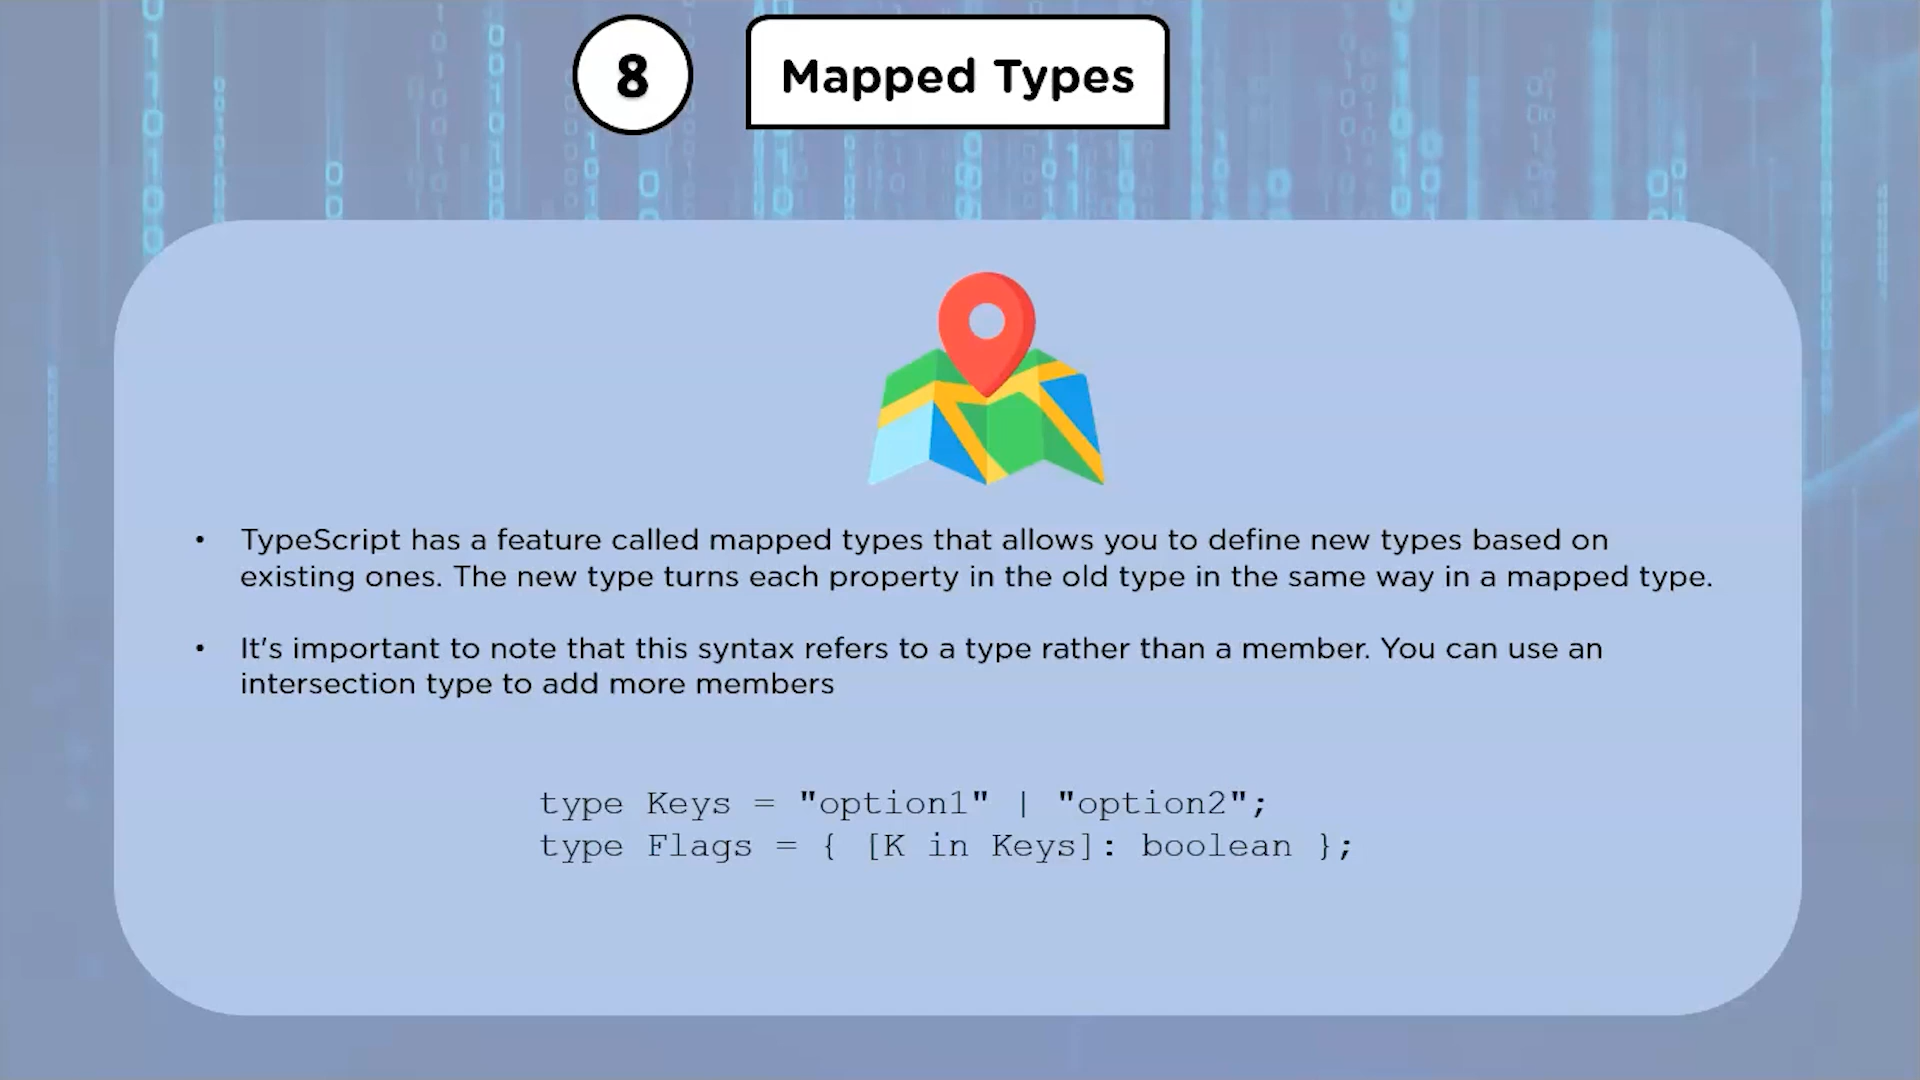 8
Mapped Types
• TypeScript has a feature called mapped types that allows you to define new types based on
existing ones. The new type turns each property in the old type in the same way in a mapped type.
• It's important to note that this syntax refers to a type rather than a member. You can use an
intersection type to add more members
type Keys = "option1" | "option2";
type Flags = { [K in Keys]: boolean };